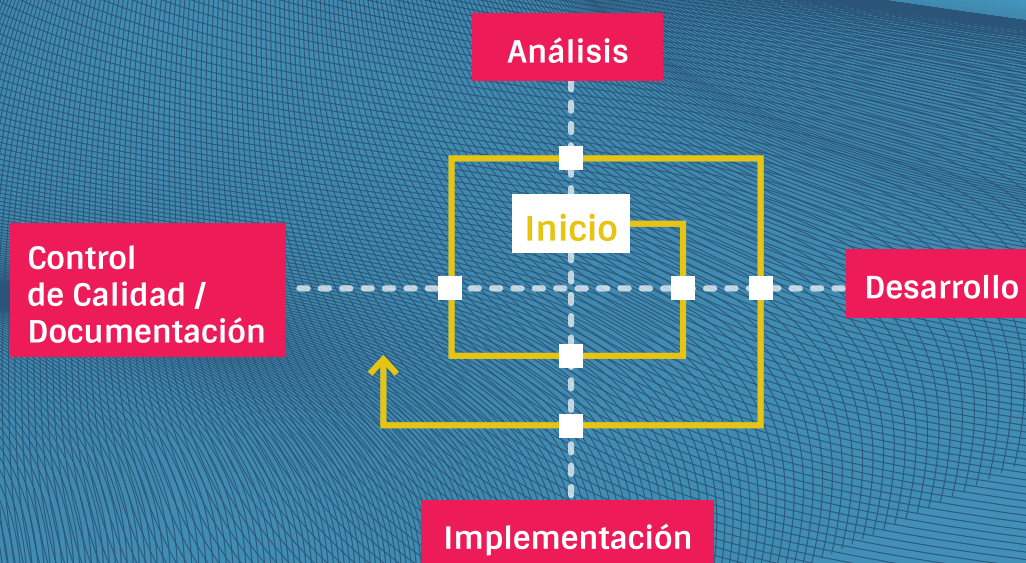 Análisis
Inicio
Control
de Calidad /
Documentación
Desarrollo
Implementación